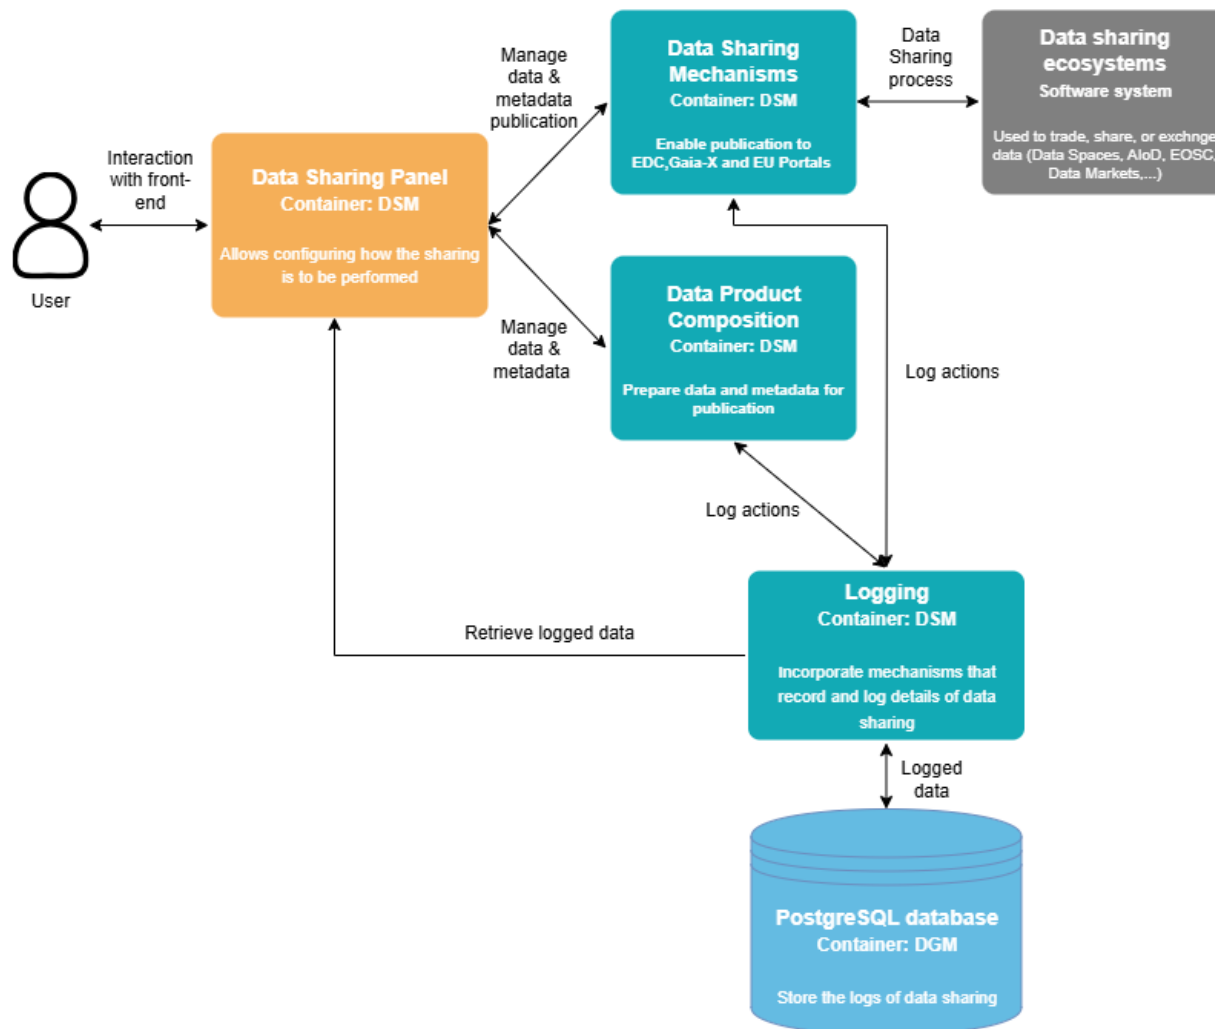 Data Sharing
Mechanisms
Container: DSM
Enable publication to
EDC,Gaia-X and EU Portals
Data
Sharing
process
Data sharing
ecosystems
Software system
Used to trade, share, or exchnge
data (Data Spaces, AIoD, EOSC,
Data Markets,...)
Manage
data &
metadada
publication
Interaction
with front-
end
User
Data Sharing Panel
Container: DSM
Allows configuring how the sharing
is to be performed
Manage
data &
metadata
Data Product
Composition
Container: DSM
Prepare data and metadata for
publication
Log actions
Log actions
Retrieve logged data
Logging
Container: DSM
Incorporate mechanisms that
record and log details of data
sharing
Logged
data
PostgreSQL database
Container: DGM
Store the logs of data sharing